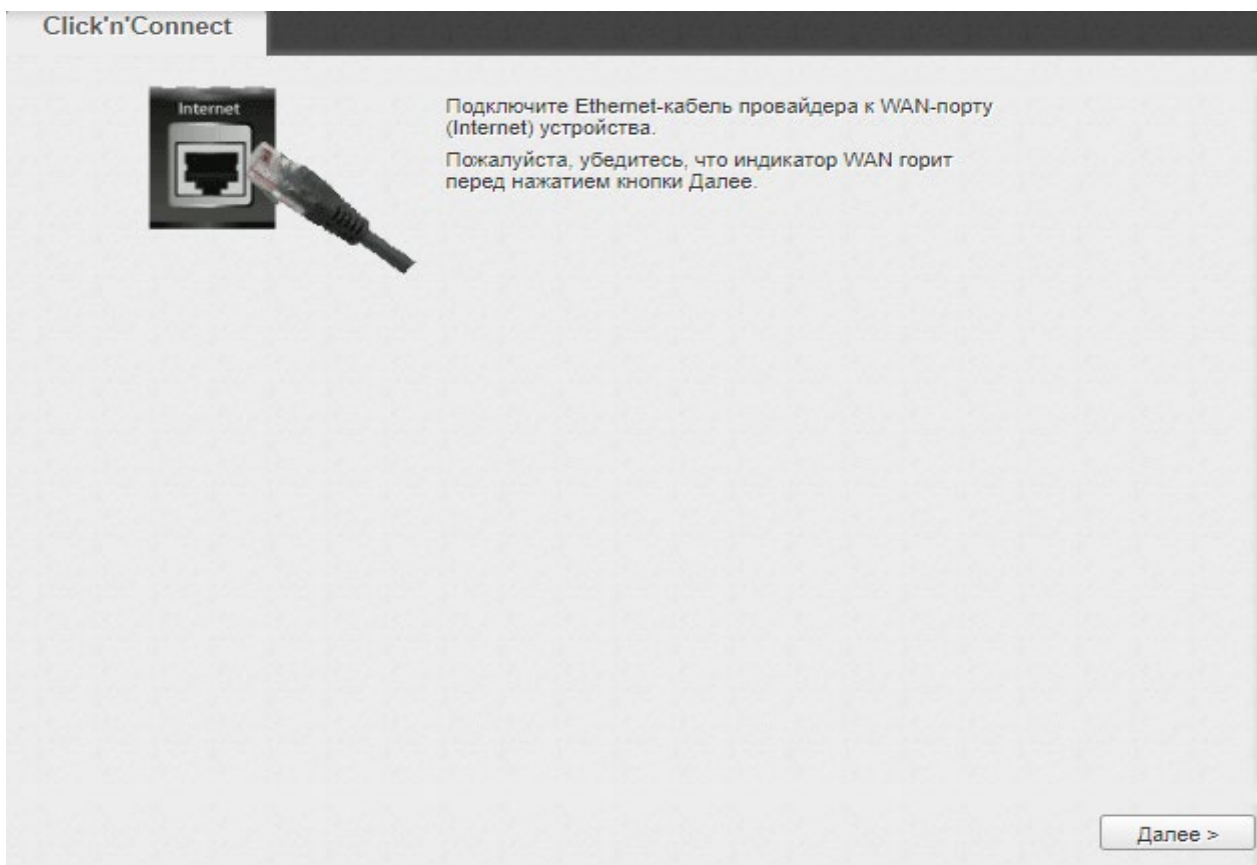 Click'n'Connect
Internet
Подключите Ethernet-кабель провайдера к WAN-порту
(Internet) устройства.
Пожалуйста, убедитесь, что индикатор WAN горит
перед нажатием кнопки Далее.
Далее >